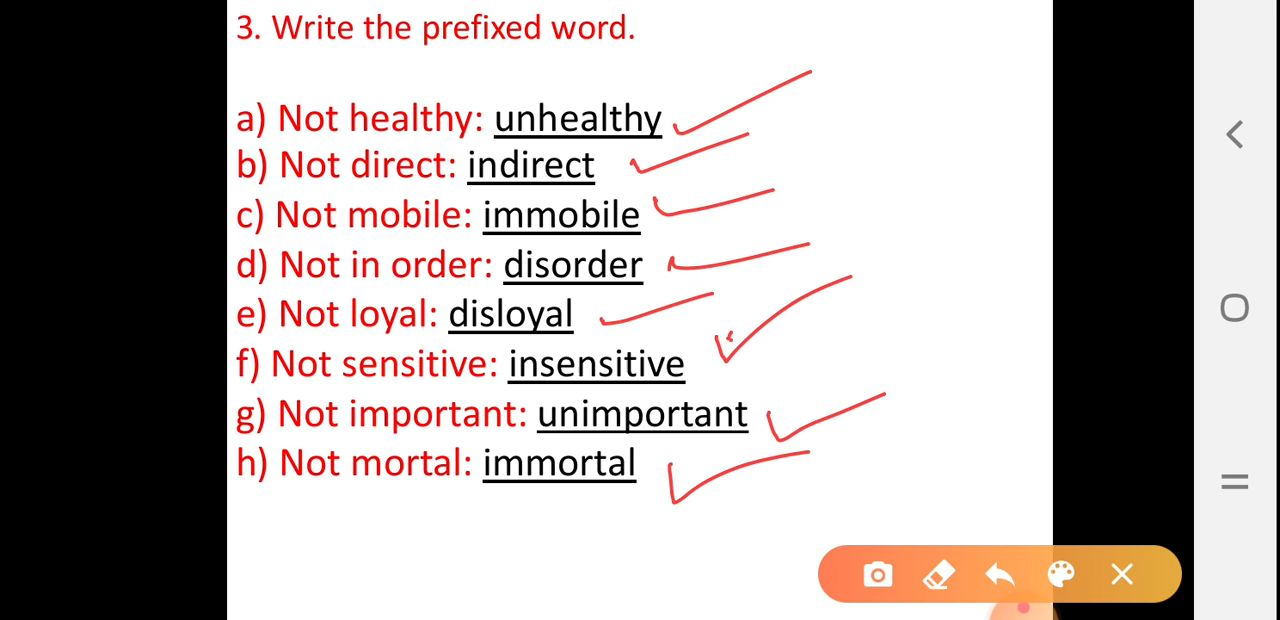 3. Write the prefixed word.
a) Not healthy: unhealthy
b) Not direct: indirect
c) Not mobile: immobile
d) Not in order: disorder
e) Not loyal: disloyal
f) Not sensitive: insensitive
g) Not important: unimportant
h) Not mortal: immortal